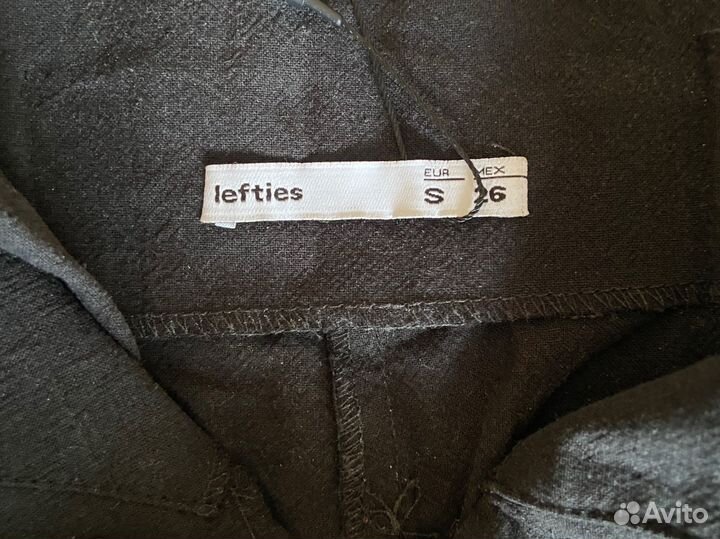 lefties
EUR MEX
S 26
Avito